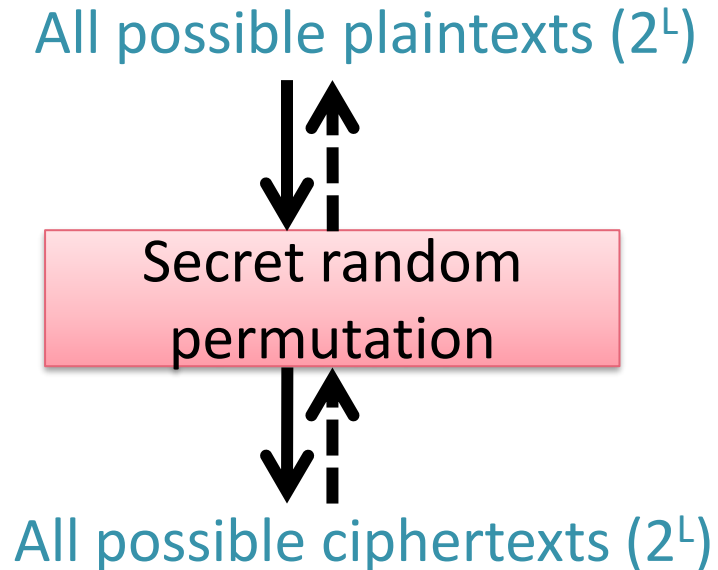 All possible plaintexts (2ᴸ)
Secret random
permutation
All possible ciphertexts (2ᴸ)